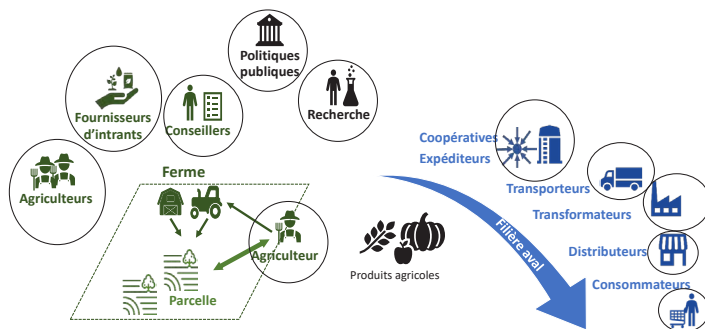 Politiques
publiques
Fournisseurs
d'intrants
Conseillers
Recherche
Agriculteurs
Ferme
Agriculteur
Parcelle
Produits agricoles
Coopératives
Expéditeurs
Transporteurs
Transformateurs
Filière aval
Distributeurs
Consommateurs